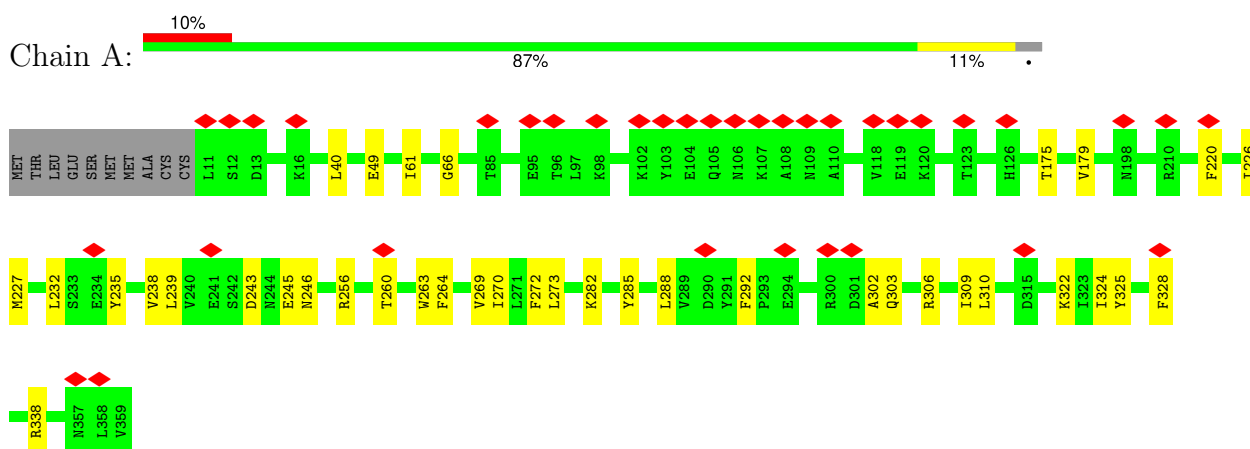 10%
Chain A:
87% 11% •
MET THR LEU GLU SER MET MET ALA CYS CYS L11 S12 D13 K16 L40 E49 I61 G66 T85 E95 T96 L97 K98 K102 Y103 E104 Q105 N106 K107 A108 N109 A110 V118 E119 K120 T123 H126 T175 V179 N198 R210 F220 I226
M227 L232 S233 E234 Y235 V238 L239 V240 E241 S242 D243 N244 E245 N246 R256 T260 W263 F264 V269 I270 L271 F272 L273 K282 Y285 L288 V289 D290 Y291 F292 P293 E294 R300 D301 A302 Q303 R306 I309 L310 D315 K322 I323 I324 Y325 F328
R338 N357 L358 V359